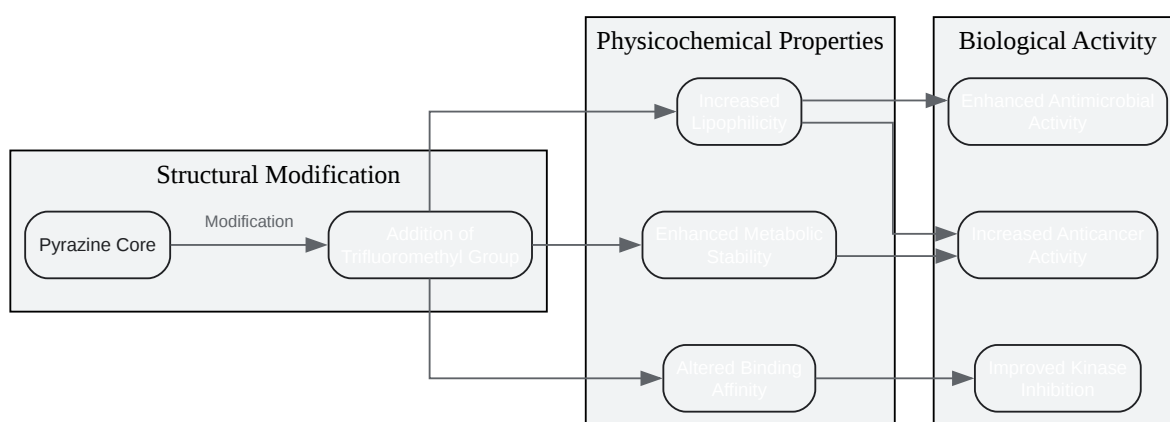 Physicochemical Properties
Biological Activity
Increased
Lipophilicity
Enhanced Antimicrobial
Activity
Structural Modification
Modification
Pyrazine Core
Addition of
Trifluoromethyl Group
Enhanced Metabolic
Stability
Increased Anticancer
Activity
Altered Binding
Affinity
Improved Kinase
Inhibition